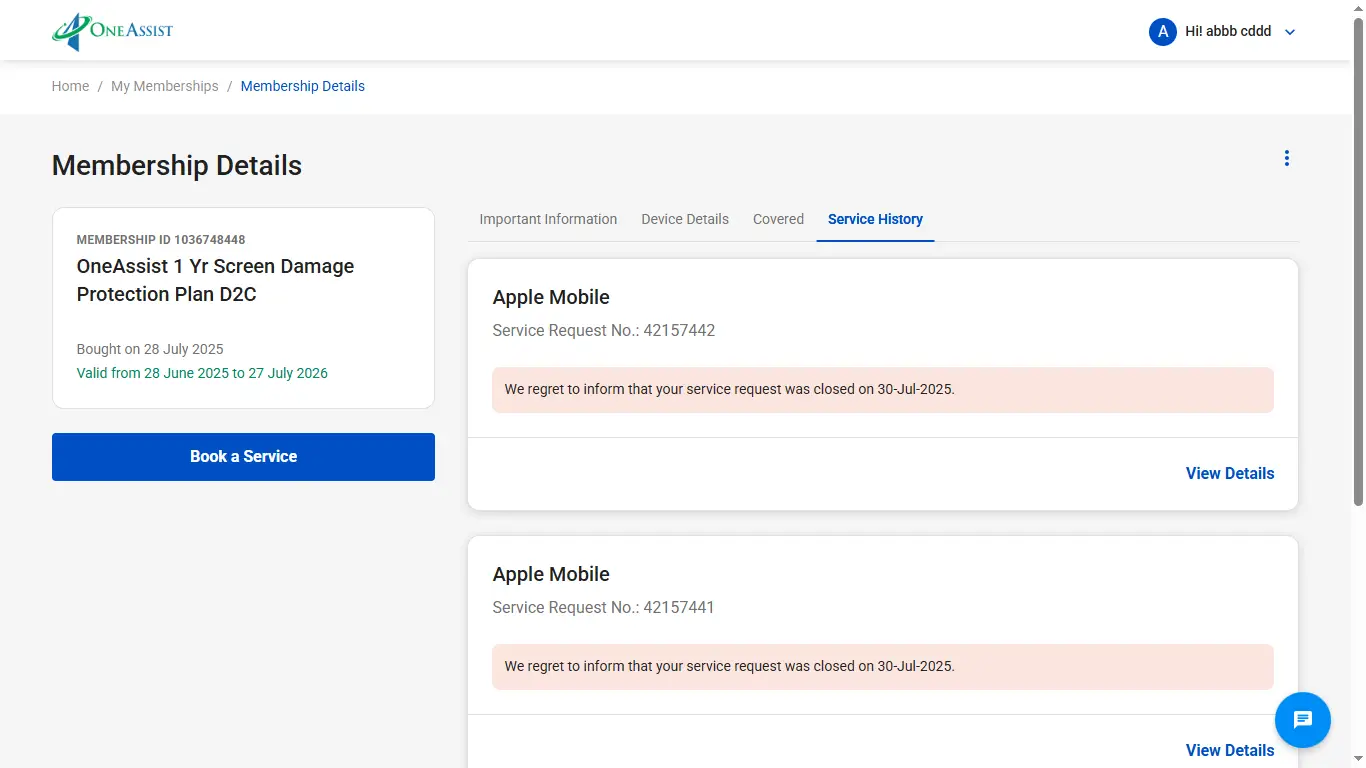 ONEASSIST
A
Hi! abbb cddd
Home / My Memberships / Membership Details
Membership Details
MEMBERSHIP ID 1036748448
OneAssist 1 Yr Screen Damage
Protection Plan D2C
Bought on 28 July 2025
Valid from 28 June 2025 to 27 July 2026
Book a Service
Important Information
Device Details
Covered
Service History
Apple Mobile
Service Request No.: 42157442
We regret to inform that your service request was closed on 30-Jul-2025.
View Details
Apple Mobile
Service Request No.: 42157441
We regret to inform that your service request was closed on 30-Jul-2025.
View Details